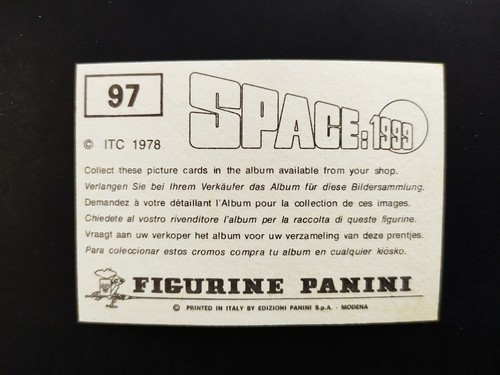 97
SPACE:1999
© ITC 1978
Collect these picture cards in the album available from your shop.
Verlangen Sie bei Ihrem Verkäufer das Album für diese Bildersammlung.
Demandez à votre détaillant l'Album pour la collection de ces images.
Chiedete al vostro rivenditore l'album per la raccolta di queste figurine.
Vraagt aan uw verkoper het album voor uw verzameling van deze prentjes.
Para coleccionar estos cromos compra tu album en cualquier kiosko.
FIGURINE PANINI
© PRINTED IN ITALY BY EDIZIONI PANINI S.p.A. - MODENA